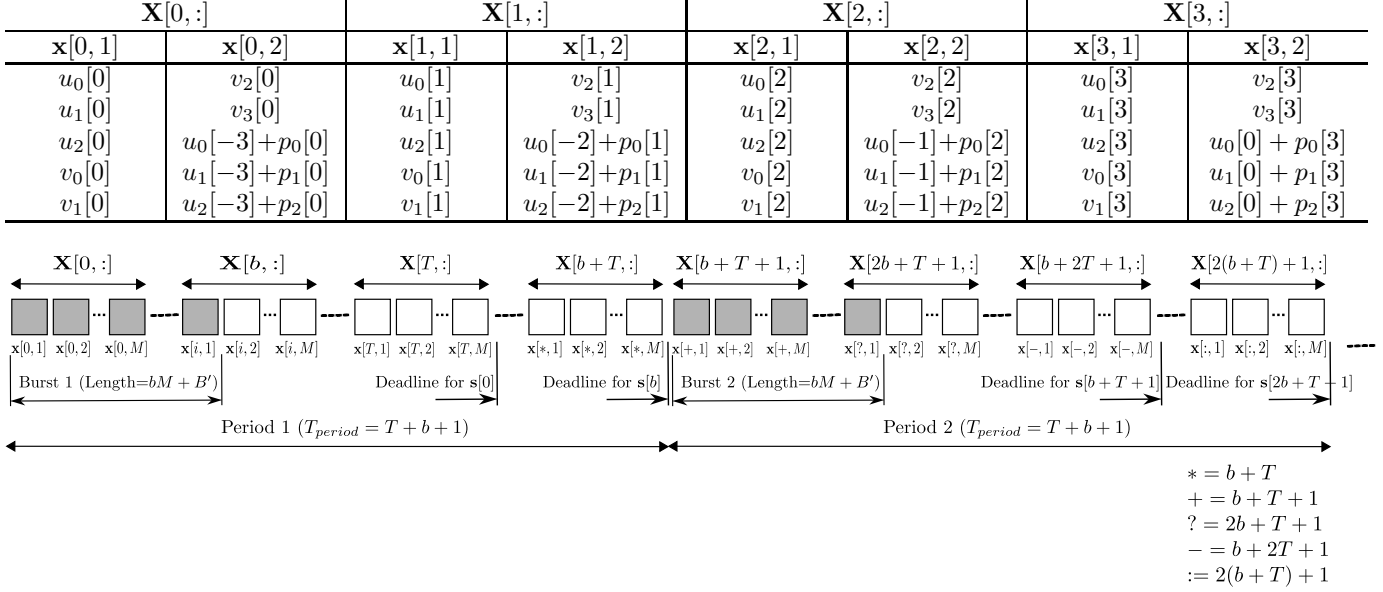 X[0, :] X[1, :] X[2, :] X[3, :]
x[0, 1] x[0, 2] x[1, 1] x[1, 2] x[2, 1] x[2, 2] x[3, 1] x[3, 2]
u₀[0] v₂[0] u₀[1] v₂[1] u₀[2] v₂[2] u₀[3] v₂[3]
u₁[0] v₃[0] u₁[1] v₃[1] u₁[2] v₃[2] u₁[3] v₃[3]
u₂[0] u₀[−3]+p₀[0] u₂[1] u₀[−2]+p₀[1] u₂[2] u₀[−1]+p₀[2] u₂[3] u₀[0] + p₀[3]
v₀[0] u₁[−3]+p₁[0] v₀[1] u₁[−2]+p₁[1] v₀[2] u₁[−1]+p₁[2] v₀[3] u₁[0] + p₁[3]
v₁[0] u₂[−3]+p₂[0] v₁[1] u₂[−2]+p₂[1] v₁[2] u₂[−1]+p₂[2] v₁[3] u₂[0] + p₂[3]
X[0, :] X[b, :] X[T, :] X[b+T, :] X[b+T+1, :] X[2b+T+1, :] X[b+2T+1, :] X[2(b+T)+1, :]
x[0, 1] x[0, 2] x[0, M] x[i, 1] x[i, 2] x[i, M] x[T, 1] x[T, 2] x[T, M] x[*, 1] x[*, 2] x[*, M] x[+, 1] x[+, 2] x[+, M] x[?, 1] x[?, 2] x[?, M] x[−, 1] x[−, 2] x[−, M] x[:, 1] x[:, 2] x[:, M]
Burst 1 (Length=bM + B′) Deadline for s[0] Deadline for s[b] Burst 2 (Length=bM + B′) Deadline for s[b+T+1] Deadline for s[2b+T+1]
Period 1 (T_period = T + b + 1) Period 2 (T_period = T + b + 1)
* = b + T
+ = b + T + 1
? = 2b + T + 1
− = b + 2T + 1
:= 2(b + T) + 1